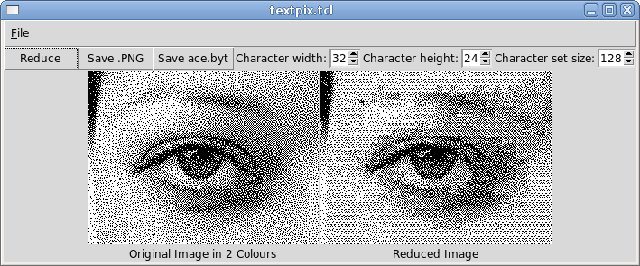 textpix.tcl
File
Reduce Save .PNG Save ace.byt Character width: 32 Character height: 24 Character set size: 128
Original Image in 2 Colours Reduced Image